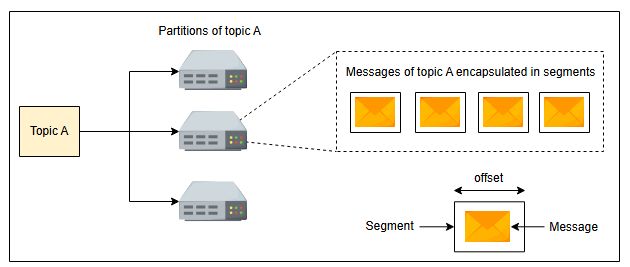 Partitions of topic A
Messages of topic A encapsulated in segments
Topic A
offset
Segment
Message